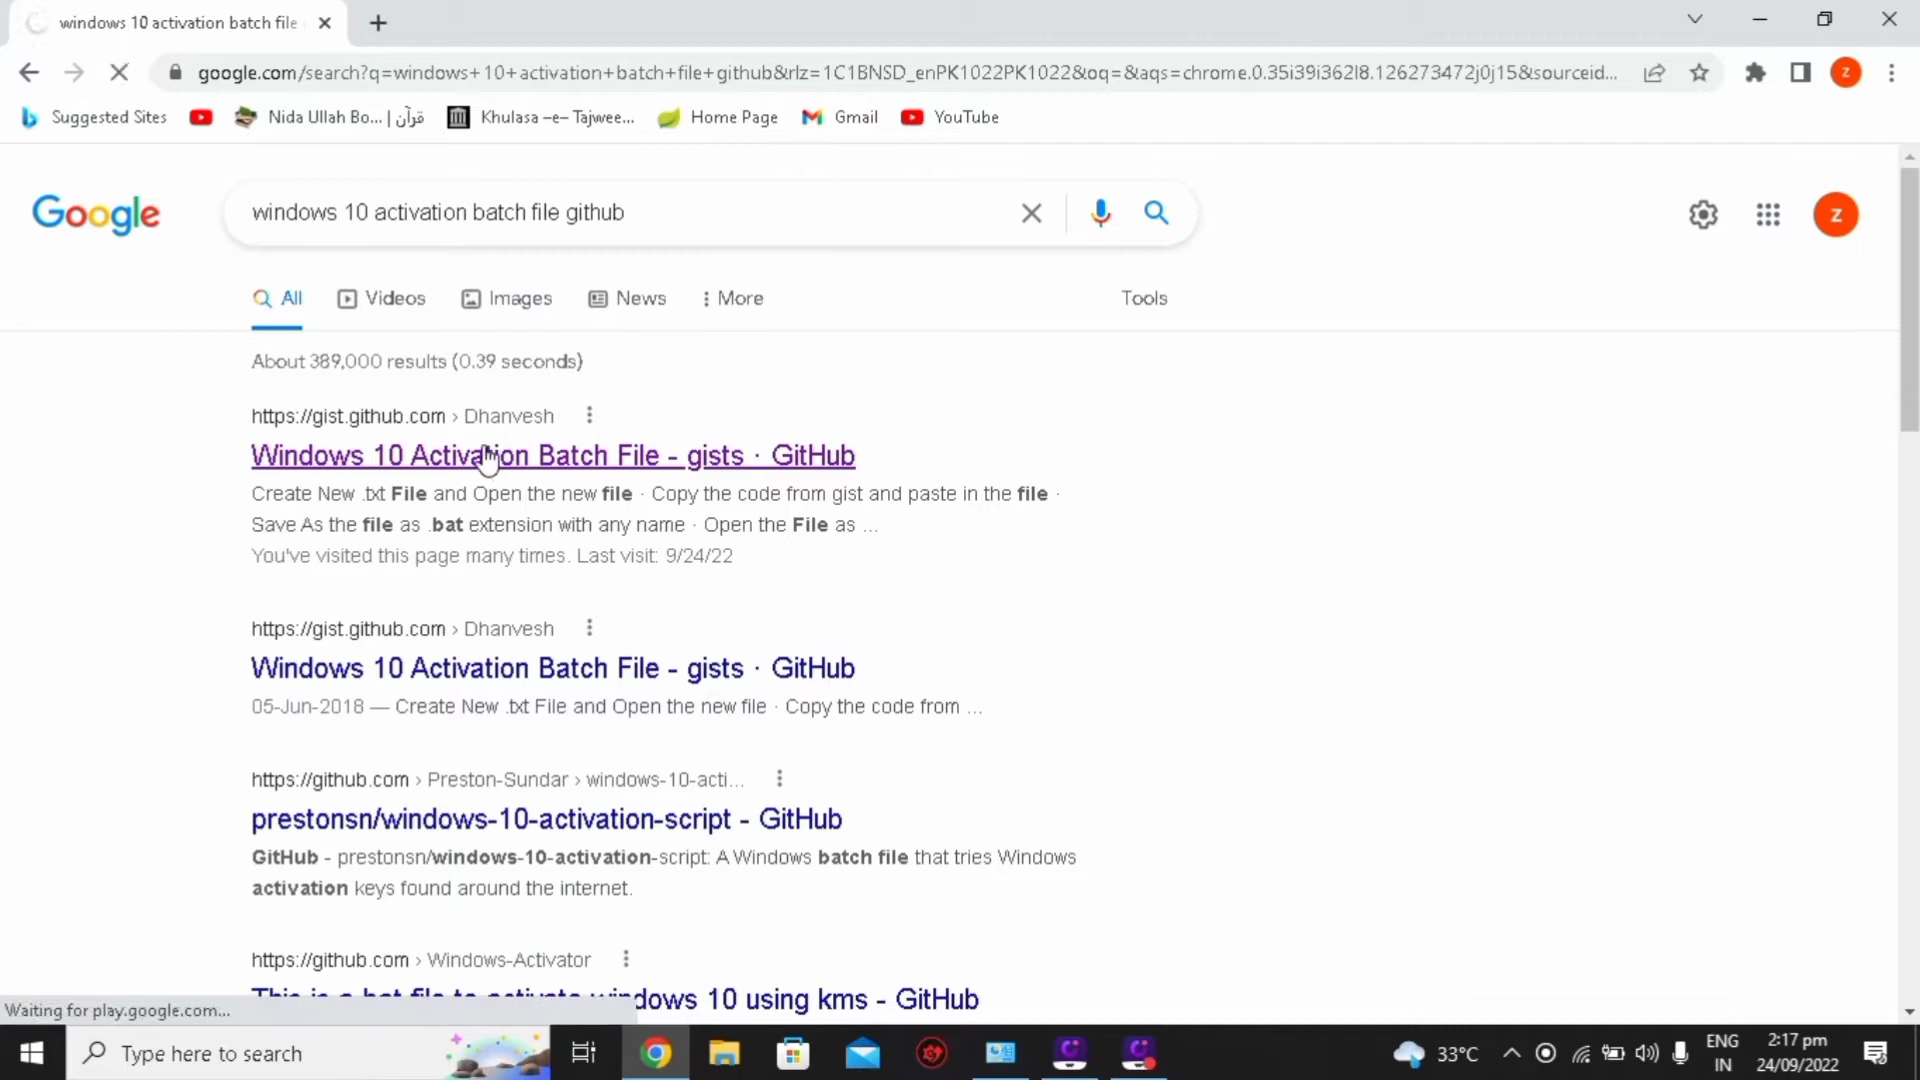 windows 10 activation batch file
google.com/search?q=windows+10+activation+batch+file+github&rlz=1C1BNSD_enPK1022PK1022&oq=&aqs=chrome.0.35i39i362l8.126273472j0j15&sourceid...
Z
Suggested Sites
Nida Ullah Bo... | قرآن
Khulasa –e– Tajwee...
Home Page
Gmail
YouTube
Google
windows 10 activation batch file github
Z
All
Videos
Images
News
More
Tools
About 389,000 results (0.39 seconds)
https://gist.github.com › Dhanvesh
Windows 10 Activation Batch File - gists · GitHub
Create New .txt File and Open the new file · Copy the code from gist and paste in the file ·
Save As the file as .bat extension with any name · Open the File as ...
You've visited this page many times. Last visit: 9/24/22
https://gist.github.com › Dhanvesh
Windows 10 Activation Batch File - gists · GitHub
05-Jun-2018 — Create New .txt File and Open the new file · Copy the code from ...
https://github.com › Preston-Sundar › windows-10-acti...
prestonsn/windows-10-activation-script - GitHub
GitHub - prestonsn/windows-10-activation-script: A Windows batch file that tries Windows
activation keys found around the internet.
https://github.com › Windows-Activator
This is a bat file to activate windows 10 using kms - GitHub
Waiting for play.google.com...
Type here to search
33°C
ENG
IN
2:17 pm
24/09/2022